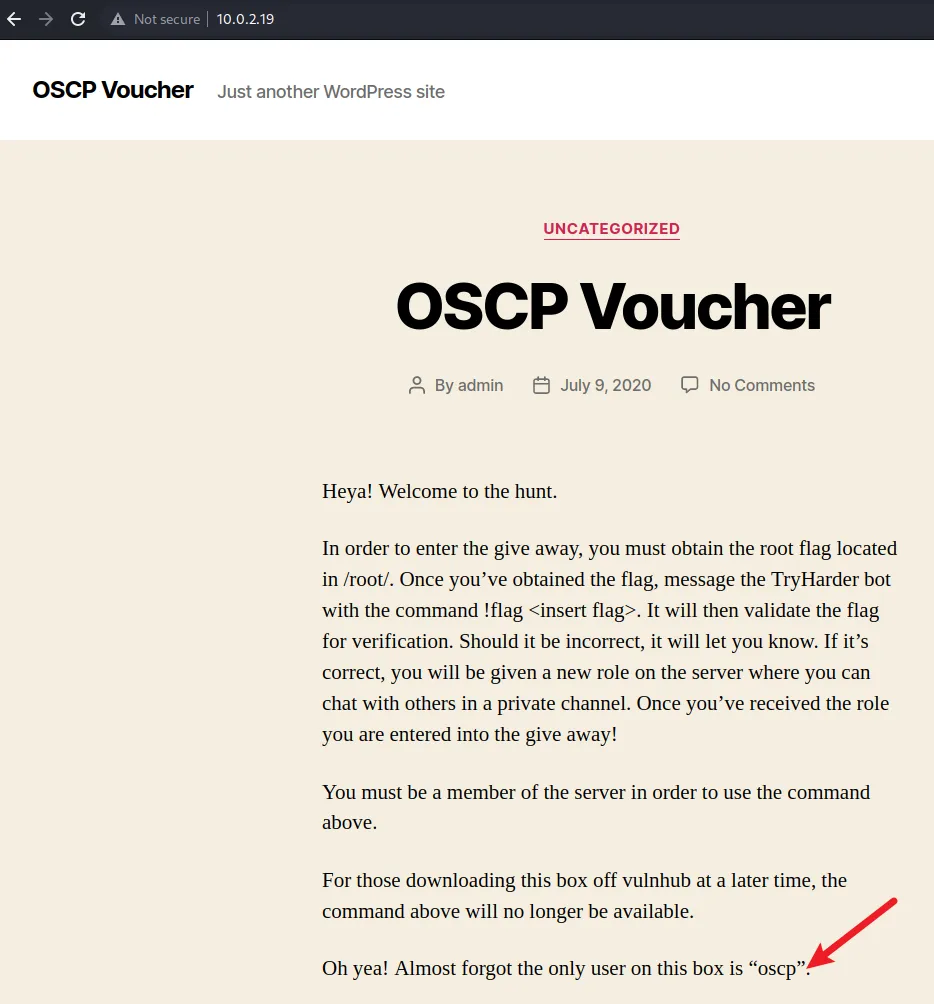 Not secure 10.0.2.19
OSCP Voucher Just another WordPress site
UNCATEGORIZED
OSCP Voucher
By admin July 9, 2020 No Comments
Heya! Welcome to the hunt.
In order to enter the give away, you must obtain the root flag located
in /root/. Once you’ve obtained the flag, message the TryHarder bot
with the command !flag <insert flag>. It will then validate the flag
for verification. Should it be incorrect, it will let you know. If it’s
correct, you will be given a new role on the server where you can
chat with others in a private channel. Once you’ve received the role
you are entered into the give away!
You must be a member of the server in order to use the command
above.
For those downloading this box off vulnhub at a later time, the
command above will no longer be available.
Oh yea! Almost forgot the only user on this box is “oscp”.